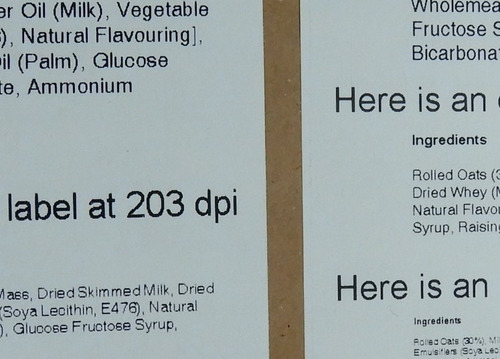 er Oil (Milk), Vegetable
), Natural Flavouring],
il (Palm), Glucose
te, Ammonium
label at 203 dpi
Mass, Dried Skimmed Milk, Dried
(Soya Lecithin, E476), Natural
), Glucose Fructose Syrup,
Wholemea
Fructose S
Bicarbonat
Here is an e
Ingredients
Rolled Oats (3
Dried Whey (M
Natural Flavou
Syrup, Raising
Here is an
Ingredients
Rolled Oats (30%), M
Emulsifiers (Soya Lec